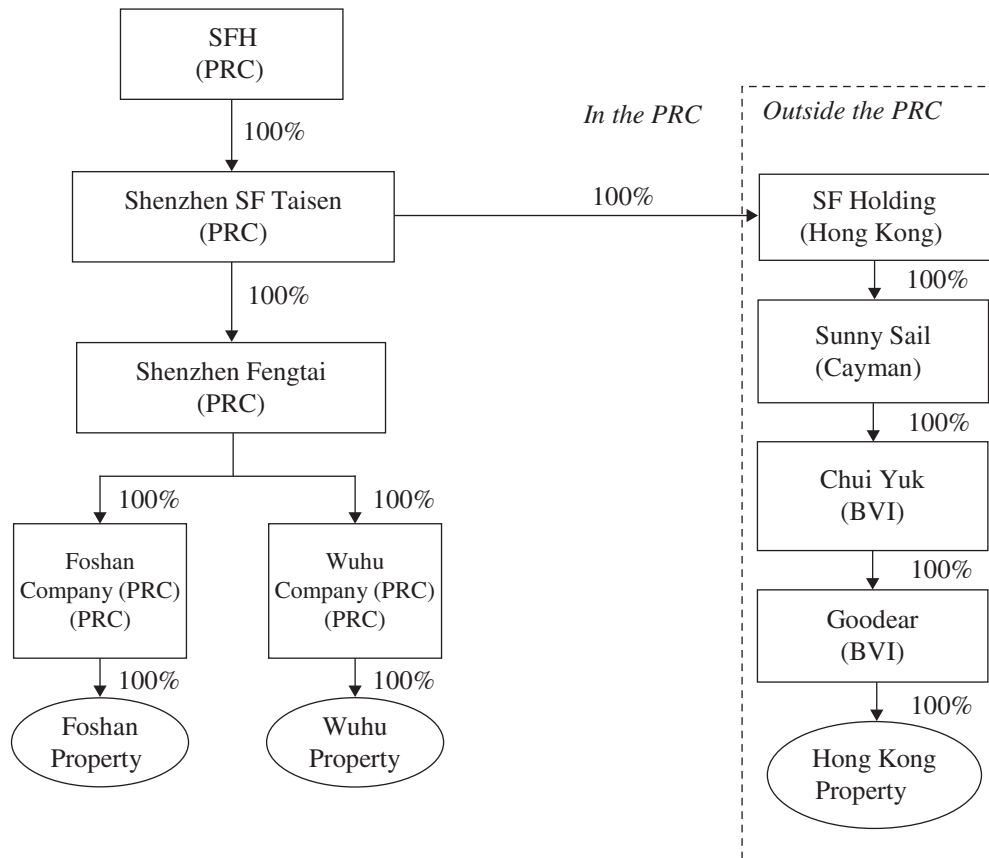 SFH
(PRC)
100%
In the PRC
Outside the PRC
Shenzhen SF Taisen
(PRC)
100%
SF Holding
(Hong Kong)
100%
100%
Shenzhen Fengtai
(PRC)
Sunny Sail
(Cayman)
100%
100%
100%
Chui Yuk
(BVI)
Foshan
Company (PRC)
(PRC)
Wuhu
Company (PRC)
(PRC)
100%
Goodear
(BVI)
100%
100%
100%
Foshan
Property
Wuhu
Property
Hong Kong
Property